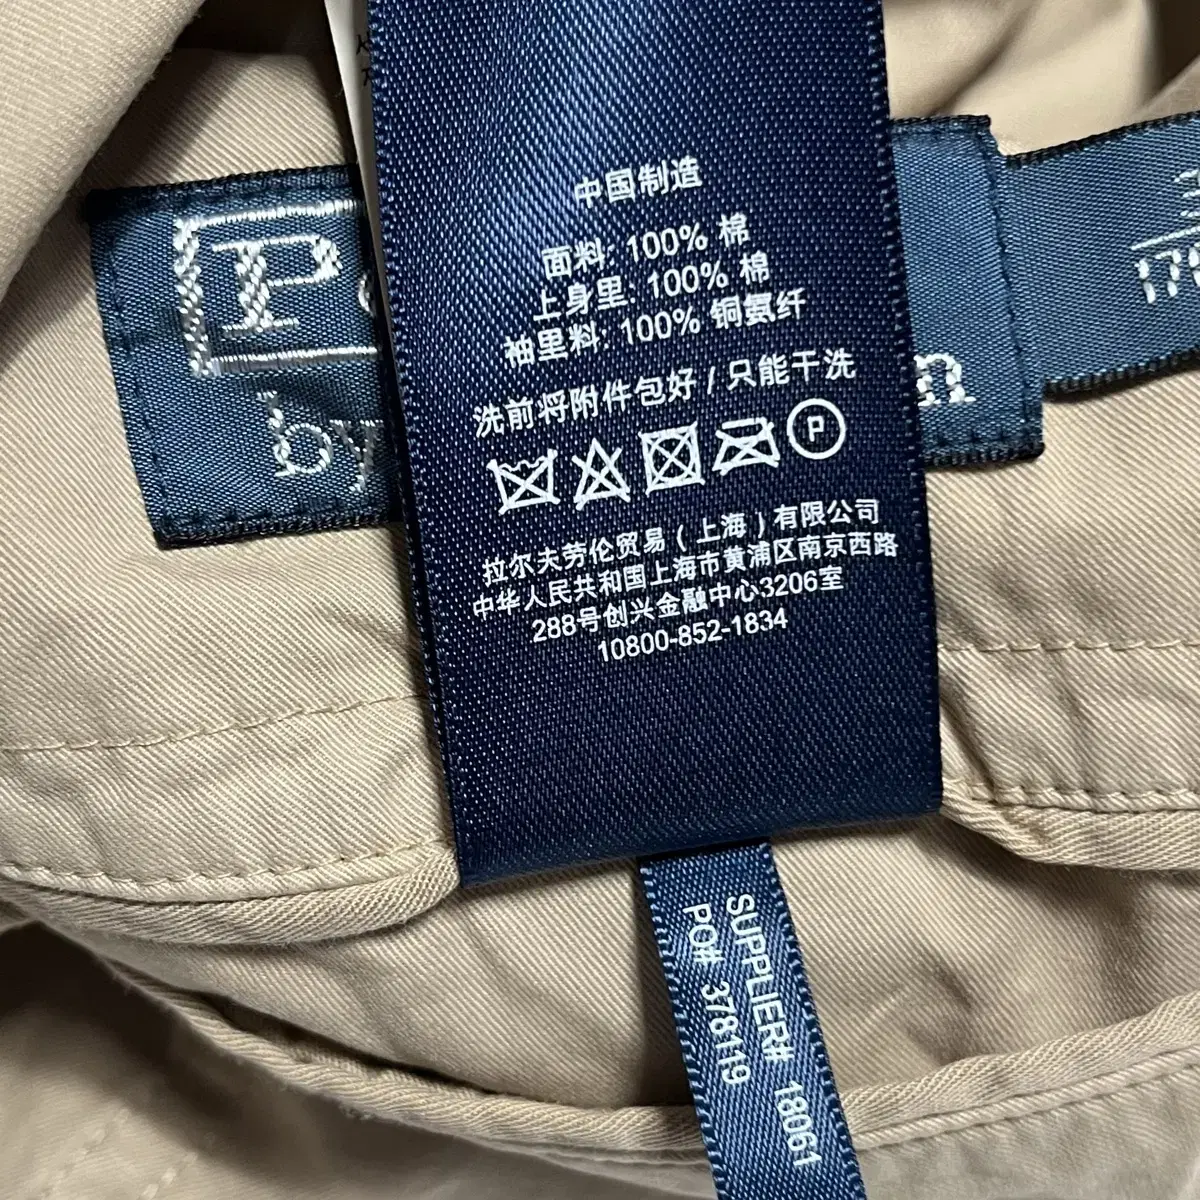 中国制造
面料: 100% 棉
上身里: 100% 棉
袖里料: 100% 铜氨纤
洗前将附件包好 / 只能干洗
P
拉尔夫劳伦贸易（上海）有限公司
中华人民共和国上海市黄浦区南京西路
288号创兴金融中心3206室
10800-852-1834
by
SUPPLIER# 18061
PO# 378119